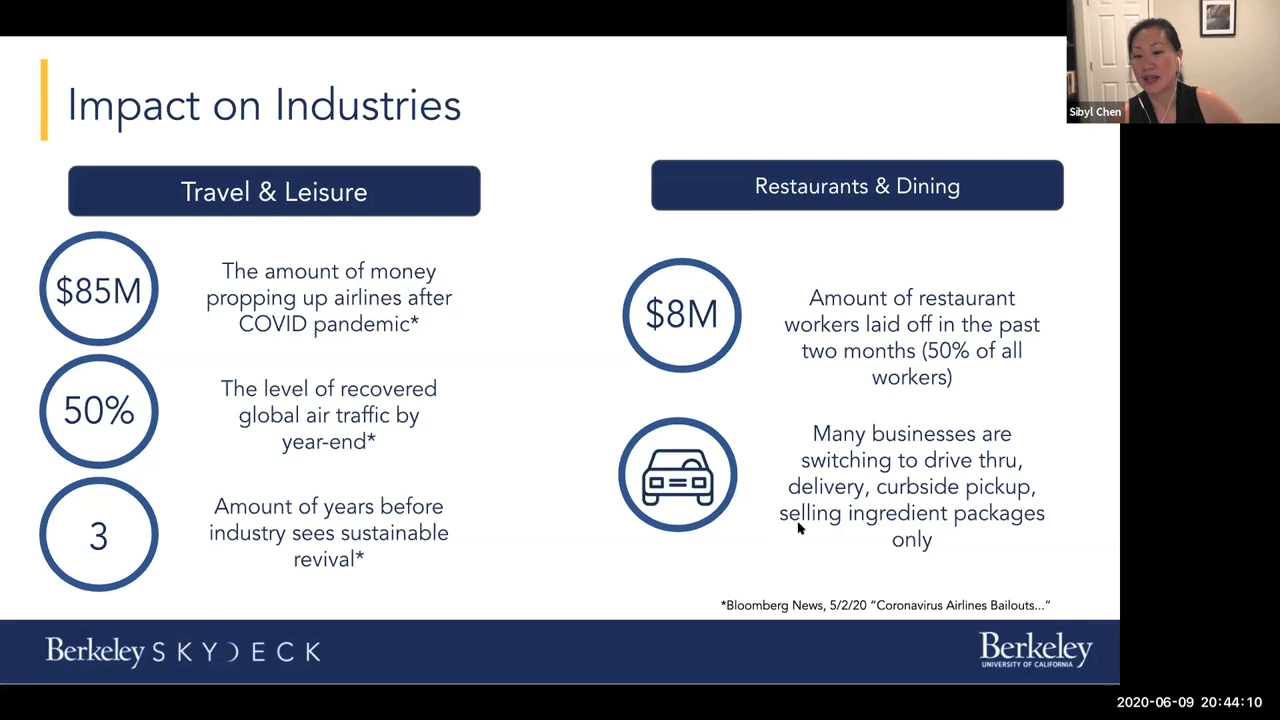 Sibyl Chen
Impact on Industries
Travel & Leisure
$85M
The amount of money
propping up airlines after
COVID pandemic*
50%
The level of recovered
global air traffic by
year-end*
3
Amount of years before
industry sees sustainable
revival*
Restaurants & Dining
$8M
Amount of restaurant
workers laid off in the past
two months (50% of all
workers)
Many businesses are
switching to drive thru,
delivery, curbside pickup,
selling ingredient packages
only
*Bloomberg News, 5/2/20 “Coronavirus Airlines Bailouts...“
Berkeley SKYDECK
Berkeley
UNIVERSITY OF CALIFORNIA
2020-06-09 20:44:10